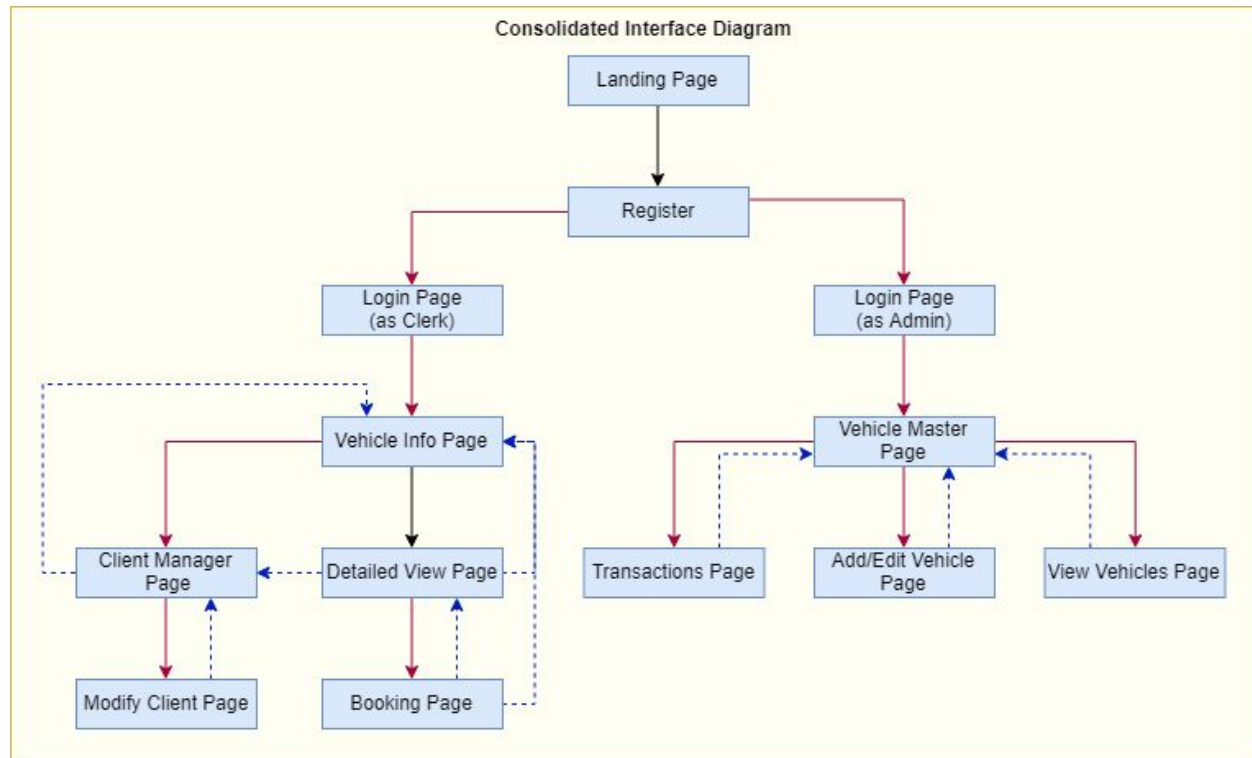 Consolidated Interface Diagram
Landing Page
Register
Login Page
(as Clerk)
Login Page
(as Admin)
Vehicle Info Page
Vehicle Master
Page
Client Manager
Page
Detailed View Page
Transactions Page
Add/Edit Vehicle
Page
View Vehicles Page
Modify Client Page
Booking Page